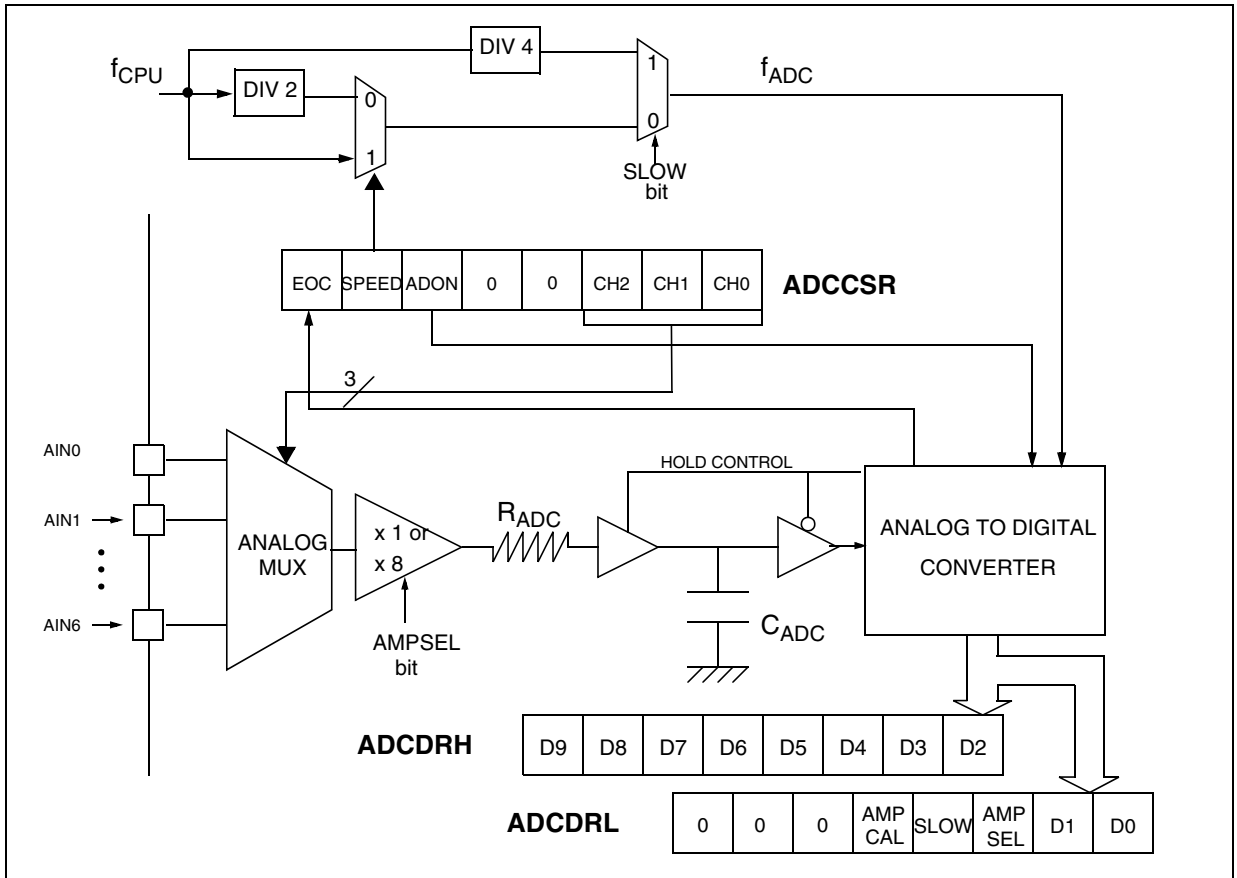 DIV 4
fCPU
DIV 2
0
1
1
0
fADC
SLOW
bit
EOC SPEED ADON 0 0 CH2 CH1 CH0
ADCCSR
3
AIN0
AIN1
AIN6
ANALOG
MUX
x 1 or
x 8
AMPSEL
bit
RADC
HOLD CONTROL
CADC
ANALOG TO DIGITAL
CONVERTER
ADCDRH
D9 D8 D7 D6 D5 D4 D3 D2
ADCDRL
0 0 0 AMP CAL SLOW AMP SEL D1 D0